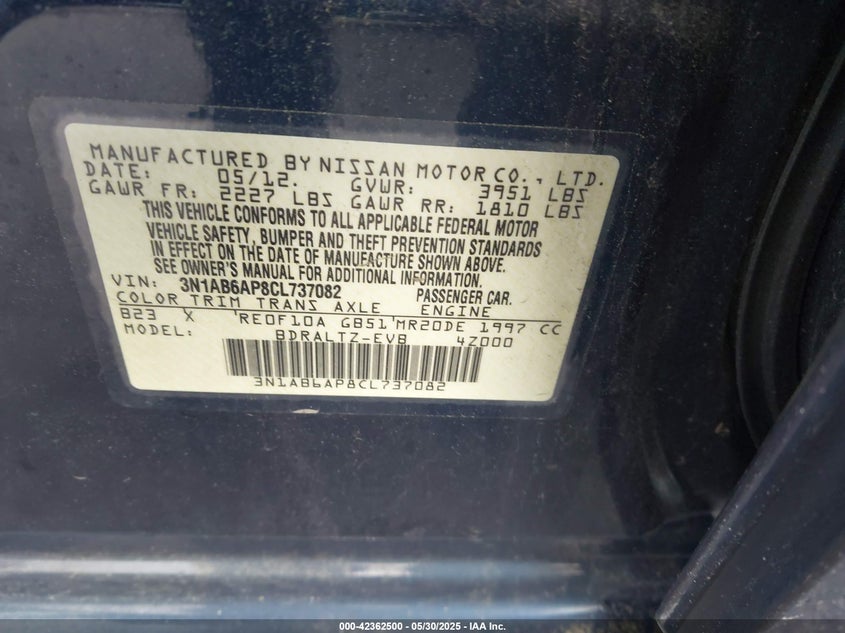 MANUFACTURED BY NISSAN MOTOR CO., LTD.
DATE: 05/12. GVWR: 3951 LBS
GAWR FR: 2227 LBS GAWR RR: 1810 LBS
THIS VEHICLE CONFORMS TO ALL APPLICABLE FEDERAL MOTOR
VEHICLE SAFETY, BUMPER AND THEFT PREVENTION STANDARDS
IN EFFECT ON THE DATE OF MANUFACTURE SHOWN ABOVE.
SEE OWNER'S MANUAL FOR ADDITIONAL INFORMATION.
VIN: 3N1AB6AP8CL737082 PASSENGER CAR.
COLOR TRIM TRANS AXLE ENGINE
B23 X 'RE0F10A GB51'MR20DE 1997 CC
MODEL: BDRALTZ-EVB 4Z000
3N1AB6AP8CL737082
000-42362500 - 05/30/2025 - IAA Inc.